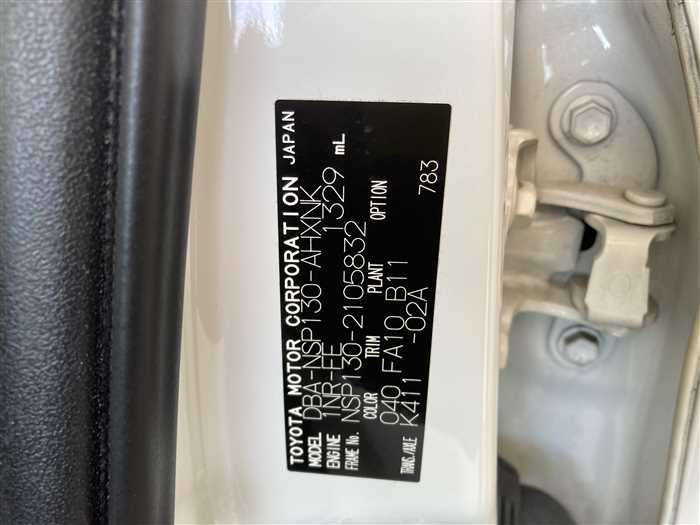 TOYOTA MOTOR CORPORATION JAPAN
MODEL DBA-NSP130-AHXNK
ENGINE 1NR-FE 1329 mL
FRAME No. NSP130-2105832
COLOR TRIM PLANT OPTION
040 FA10 B11
TRANS./AXLE K411 -02A 783